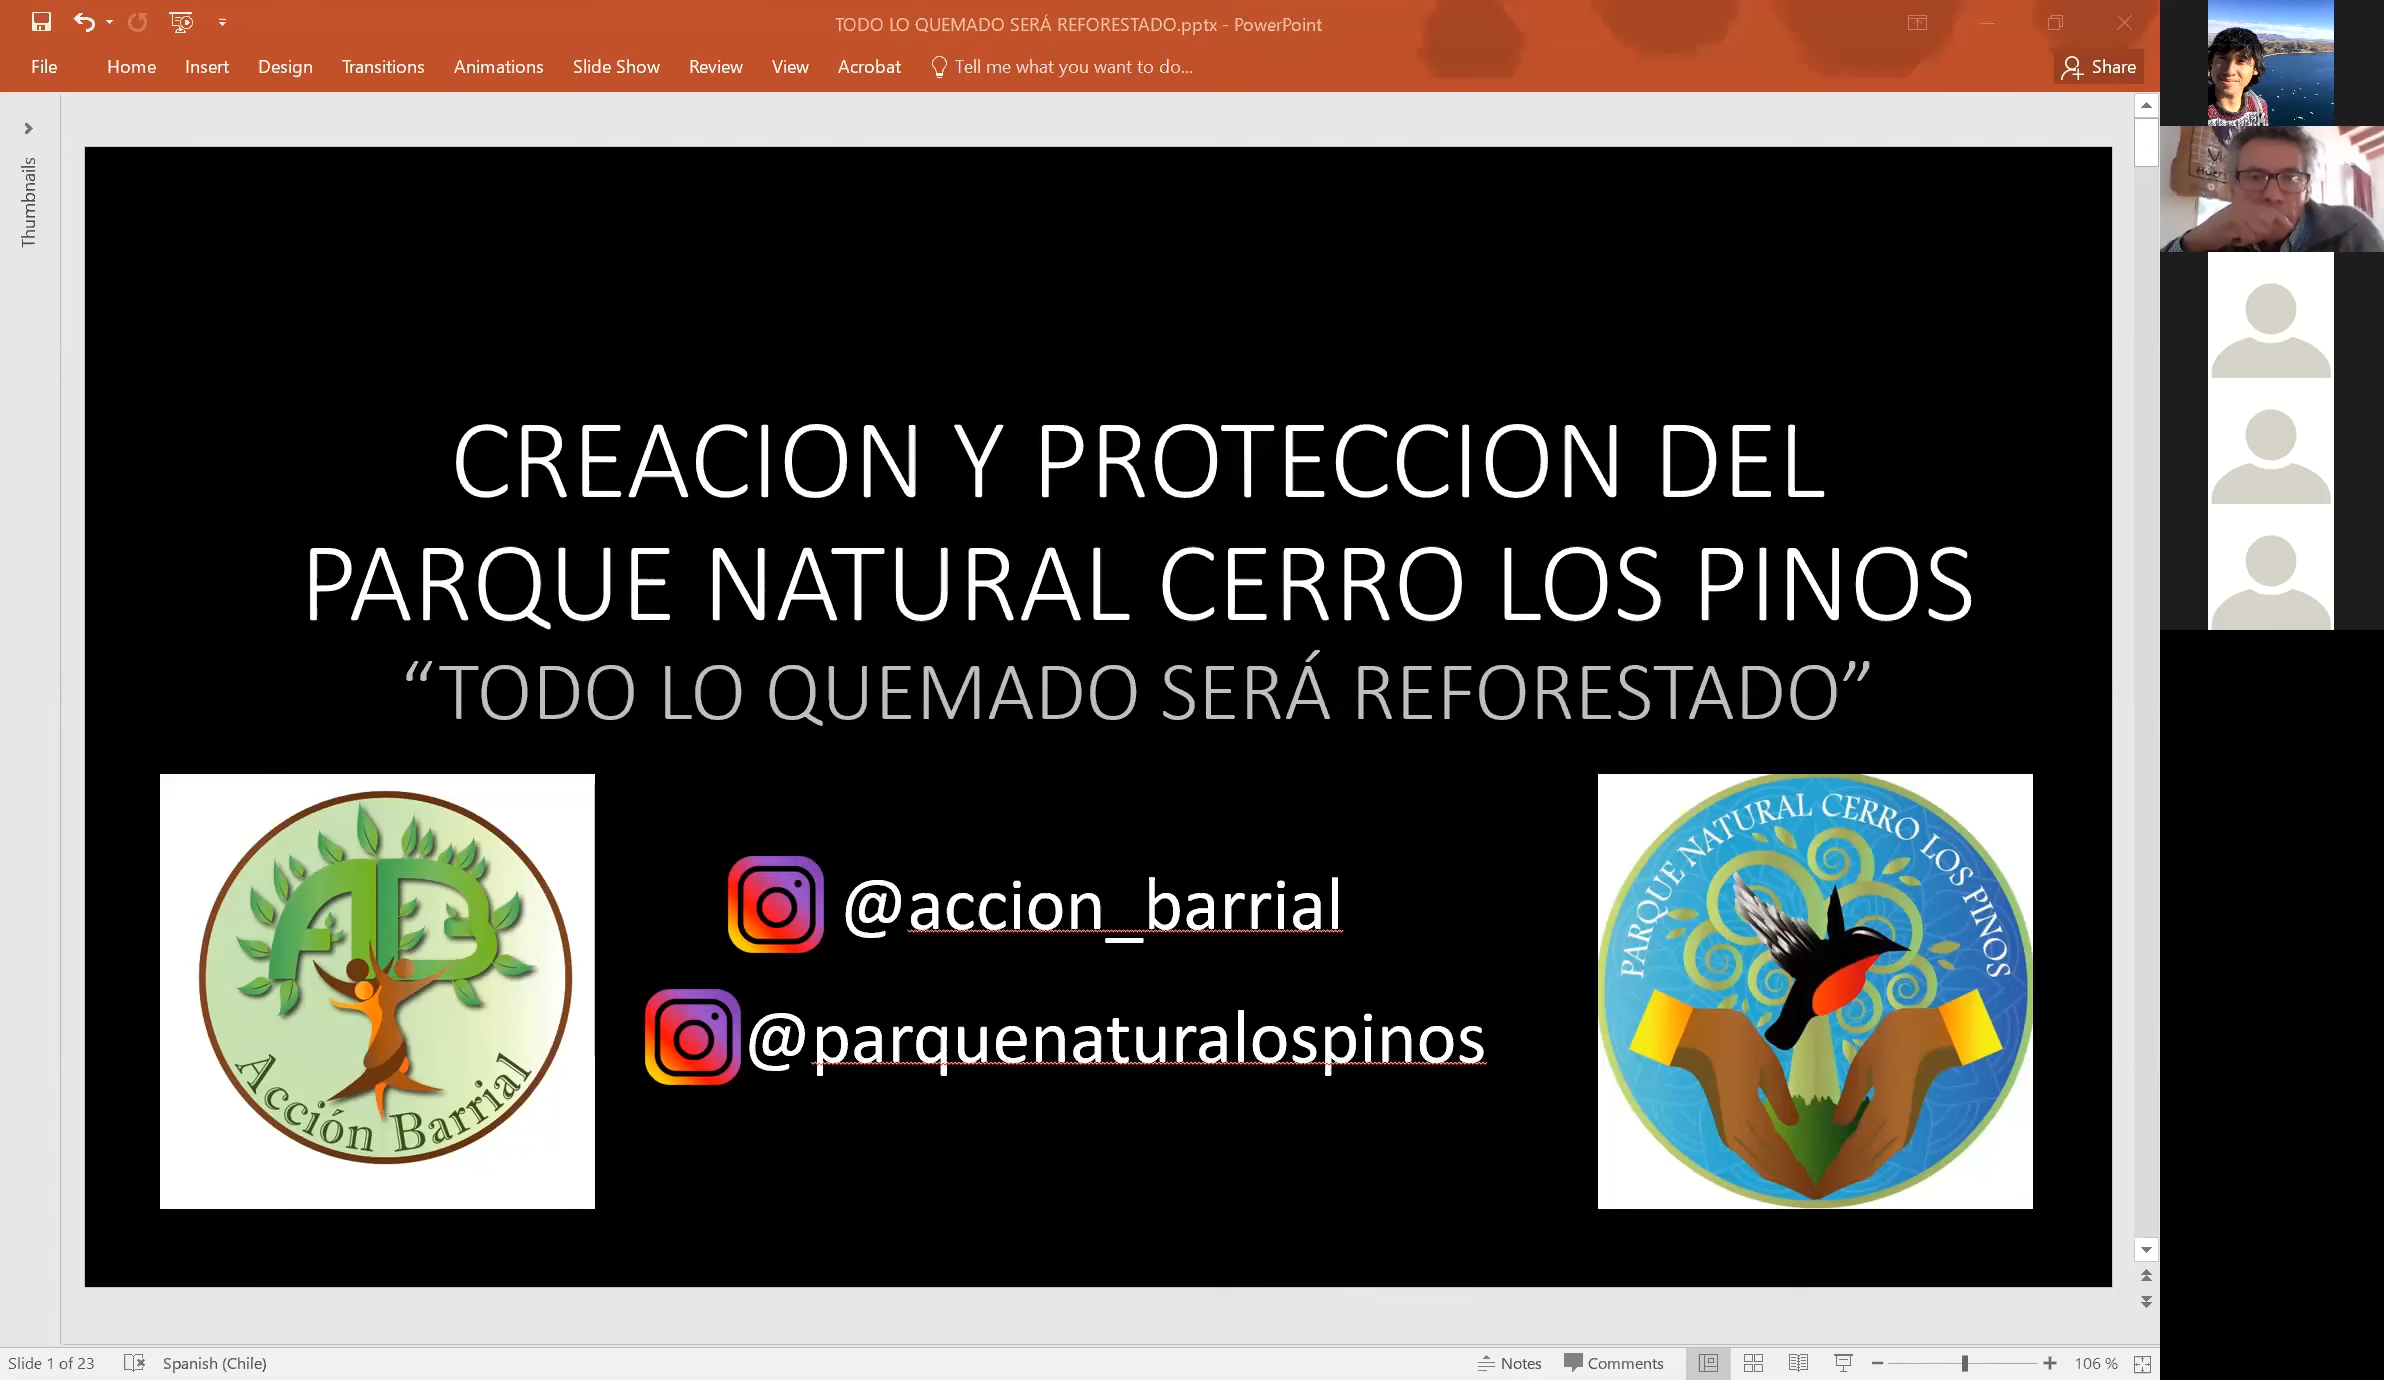 TODO LO QUEMADO SERÁ REFORESTADO.pptx - PowerPoint
File Home Insert Design Transitions Animations Slide Show Review View Acrobat Tell me what you want to do... Share
Thumbnails
CREACION Y PROTECCION DEL
PARQUE NATURAL CERRO LOS PINOS
“TODO LO QUEMADO SERÁ REFORESTADO”
AB
Acción Barrial
@accion_barrial
@parquenaturalospinos
PARQUE NATURAL CERRO LOS PINOS
Slide 1 of 23 Spanish (Chile) Notes Comments 106 %